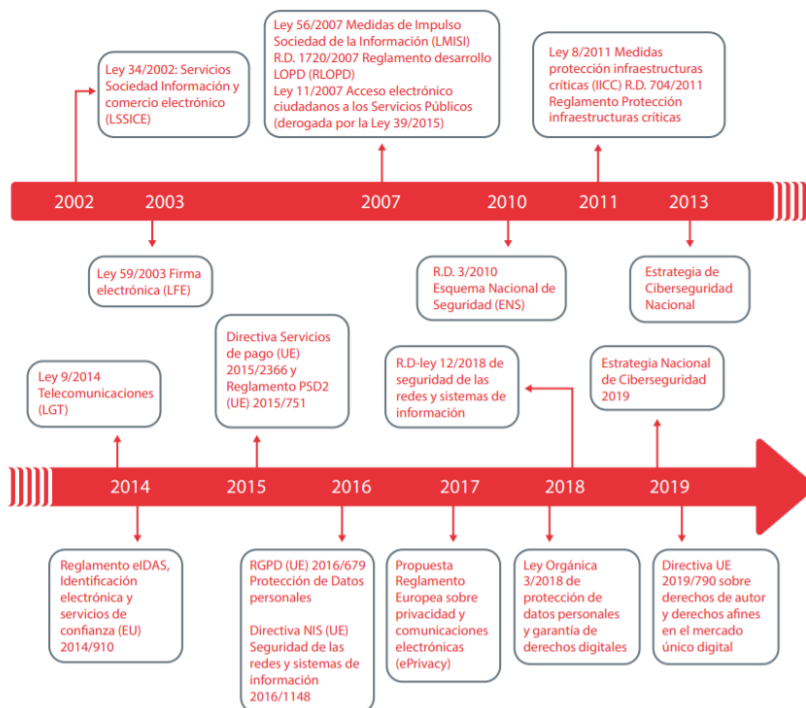 Ley 34/2002: Servicios
Sociedad Información y
comercio electrónico
(LSSICE)
Ley 56/2007 Medidas de Impulso
Sociedad de la Información (LMISI)
R.D. 1720/2007 Reglamento desarrollo
LOPD (RLOPD)
Ley 11/2007 Acceso electrónico
ciudadanos a los Servicios Públicos
(derogada por la Ley 39/2015)
Ley 8/2011 Medidas
protección infraestructuras
críticas (IICC) R.D. 704/2011
Reglamento Protección
infraestructuras críticas
2002 2003 2007 2010 2011 2013
Ley 59/2003 Firma
electrónica (LFE)
R.D. 3/2010
Esquema Nacional de
Seguridad (ENS)
Estrategia de
Ciberseguridad
Nacional
Ley 9/2014
Telecomunicaciones
(LGT)
Directiva Servicios
de pago (UE)
2015/2366 y
Reglamento PSD2
(UE) 2015/751
R.D-ley 12/2018 de
seguridad de las
redes y sistemas de
información
Estrategia Nacional
de Ciberseguridad
2019
2014 2015 2016 2017 2018 2019
Reglamento eIDAS,
Identificación
electrónica y
servicios de
confianza (EU)
2014/910
RGPD (UE) 2016/679
Protección de Datos
personales
Directiva NIS (UE)
Seguridad de las
redes y sistemas de
información
2016/1148
Propuesta
Reglamento
Europea sobre
privacidad y
comunicaciones
electrónicas
(ePrivacy)
Ley Orgánica
3/2018 de
protección de
datos personales
y garantía de
derechos digitales
Directiva UE
2019/790 sobre
derechos de autor
y derechos afines
en el mercado
único digital